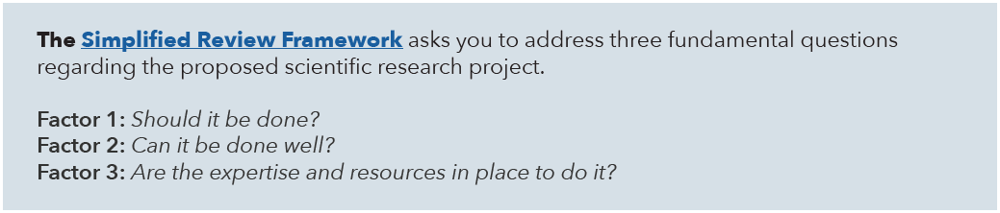 The Simplified Review Framework asks you to address three fundamental questions
regarding the proposed scientific research project.
Factor 1: Should it be done?
Factor 2: Can it be done well?
Factor 3: Are the expertise and resources in place to do it?